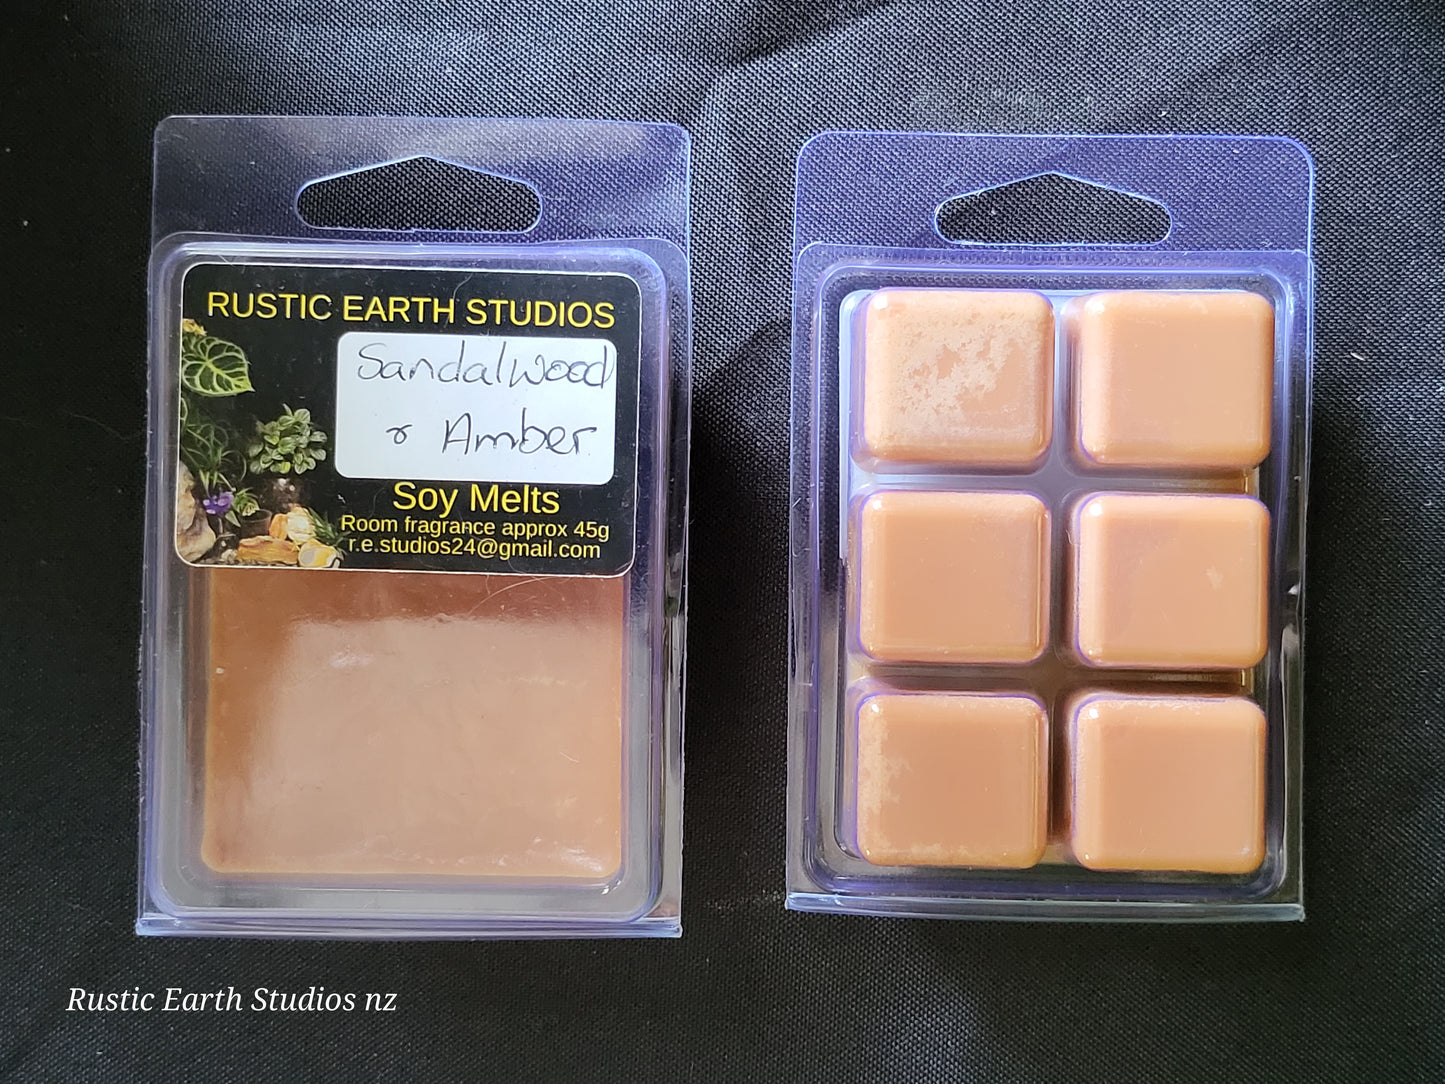 RUSTIC EARTH STUDIOS
Sandalwood
& Amber
Soy Melts
Room fragrance approx 45g
r.e.studios24@gmail.com
Rustic Earth Studios nz